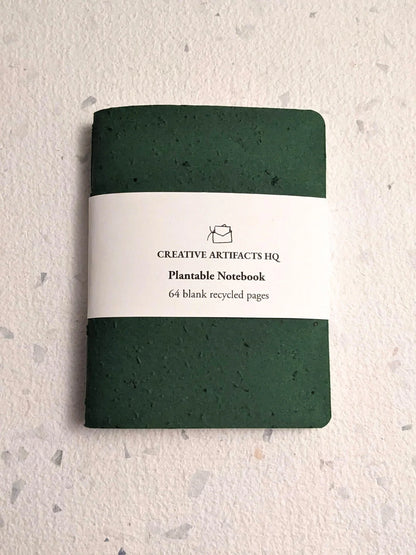 CREATIVE ARTIFACTS HQ
Plantable Notebook
64 blank recycled pages